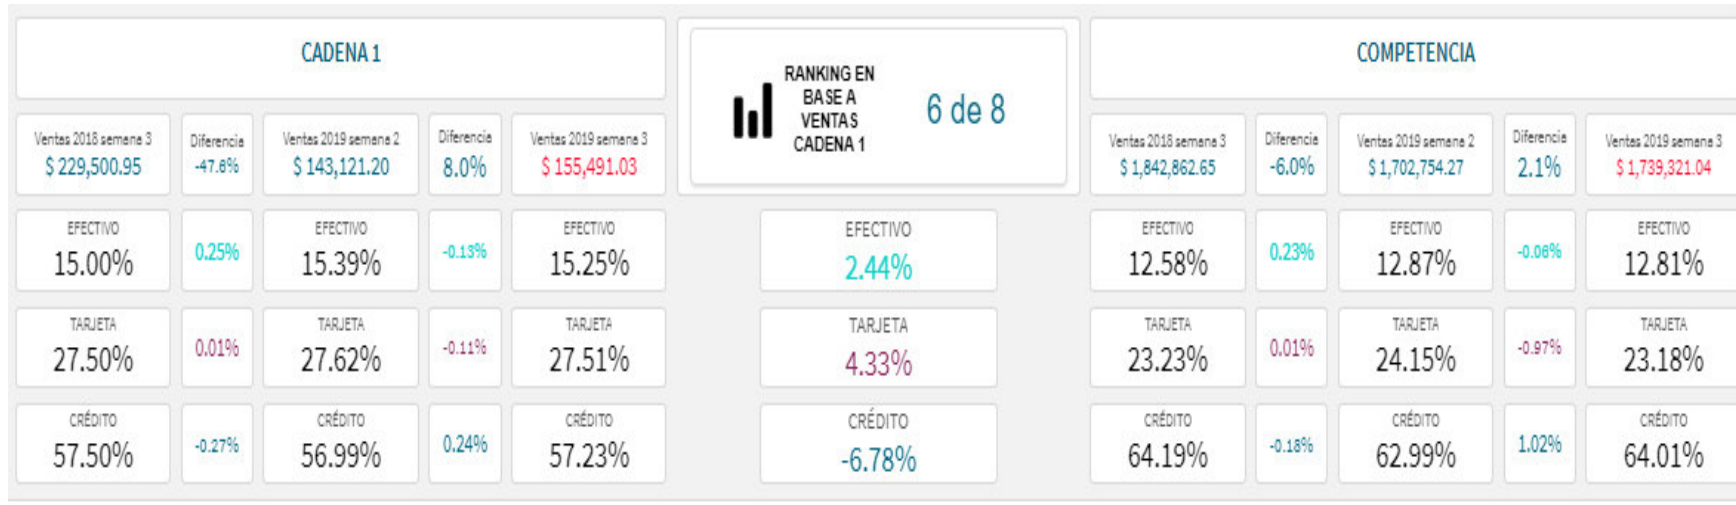 CADENA 1
Ventas 2018 semana 3
$ 229,500.95
Diferencia
-47.6%
Ventas 2019 semana 2
$ 143,121.20
Diferencia
8.0%
Ventas 2019 semana 3
$ 155,491.03
EFECTIVO
15.00%
0.25%
EFECTIVO
15.39%
-0.13%
EFECTIVO
15.25%
TARJETA
27.50%
0.01%
TARJETA
27.62%
-0.11%
TARJETA
27.51%
CRÉDITO
57.50%
-0.27%
CRÉDITO
56.99%
0.24%
CRÉDITO
57.23%
RANKING EN
BASE A
VENTAS
CADENA 1
6 de 8
EFECTIVO
2.44%
TARJETA
4.33%
CRÉDITO
-6.78%
COMPETENCIA
Ventas 2018 semana 3
$ 1,842,862.65
Diferencia
-6.0%
Ventas 2019 semana 2
$ 1,702,754.27
Diferencia
2.1%
Ventas 2019 semana 3
$ 1,739,321.04
EFECTIVO
12.58%
0.23%
EFECTIVO
12.87%
-0.06%
EFECTIVO
12.81%
TARJETA
23.23%
0.01%
TARJETA
24.15%
-0.97%
TARJETA
23.18%
CRÉDITO
64.19%
-0.18%
CRÉDITO
62.99%
1.02%
CRÉDITO
64.01%